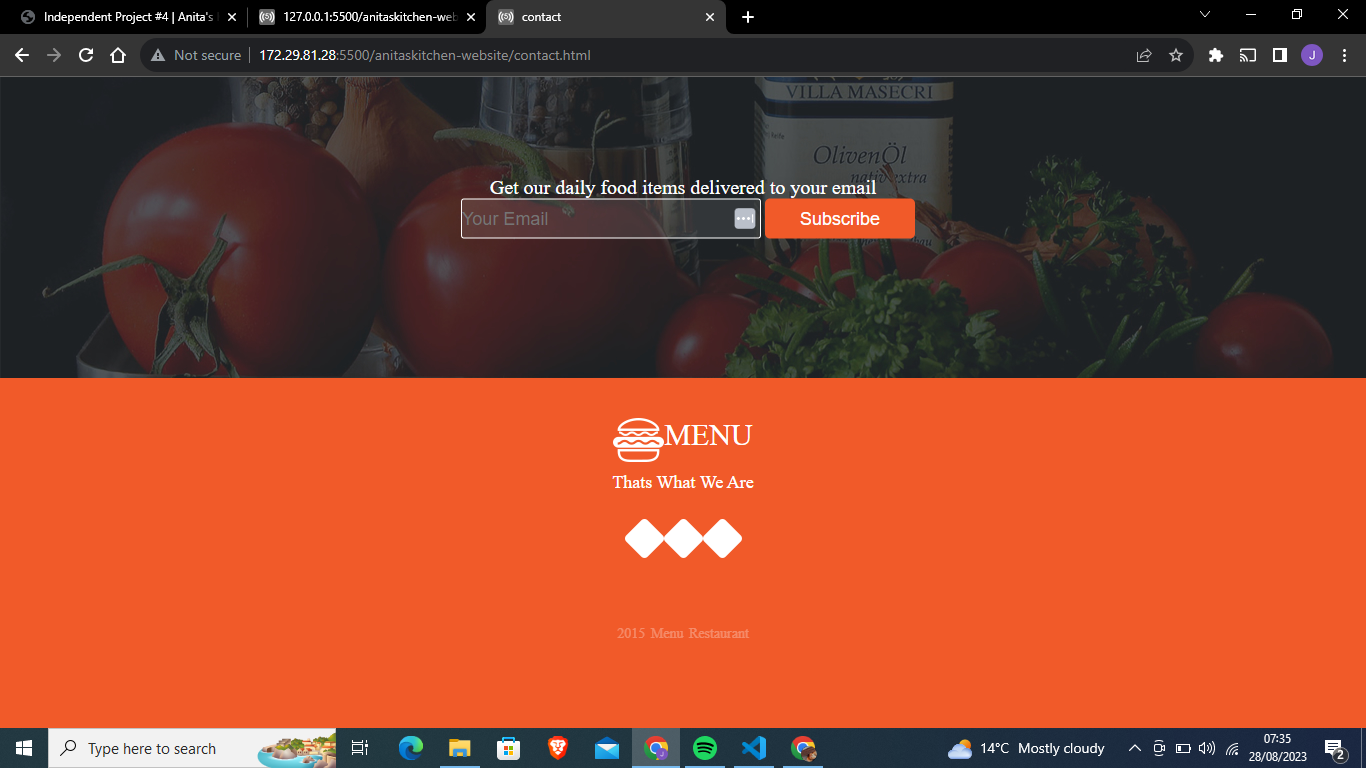 Independent Project #4 | Anita's
127.0.0.1:5500/anitaskitchen-web
contact
Not secure
172.29.81.28:5500/anitaskitchen-website/contact.html
J
VILLA MASECRI
OlivenÖl
nativ extra
Get our daily food items delivered to your email
Your Email
Subscribe
MENU
Thats What We Are
2015 Menu Restaurant
Type here to search
J
14°C Mostly cloudy
07:35
28/08/2023
2